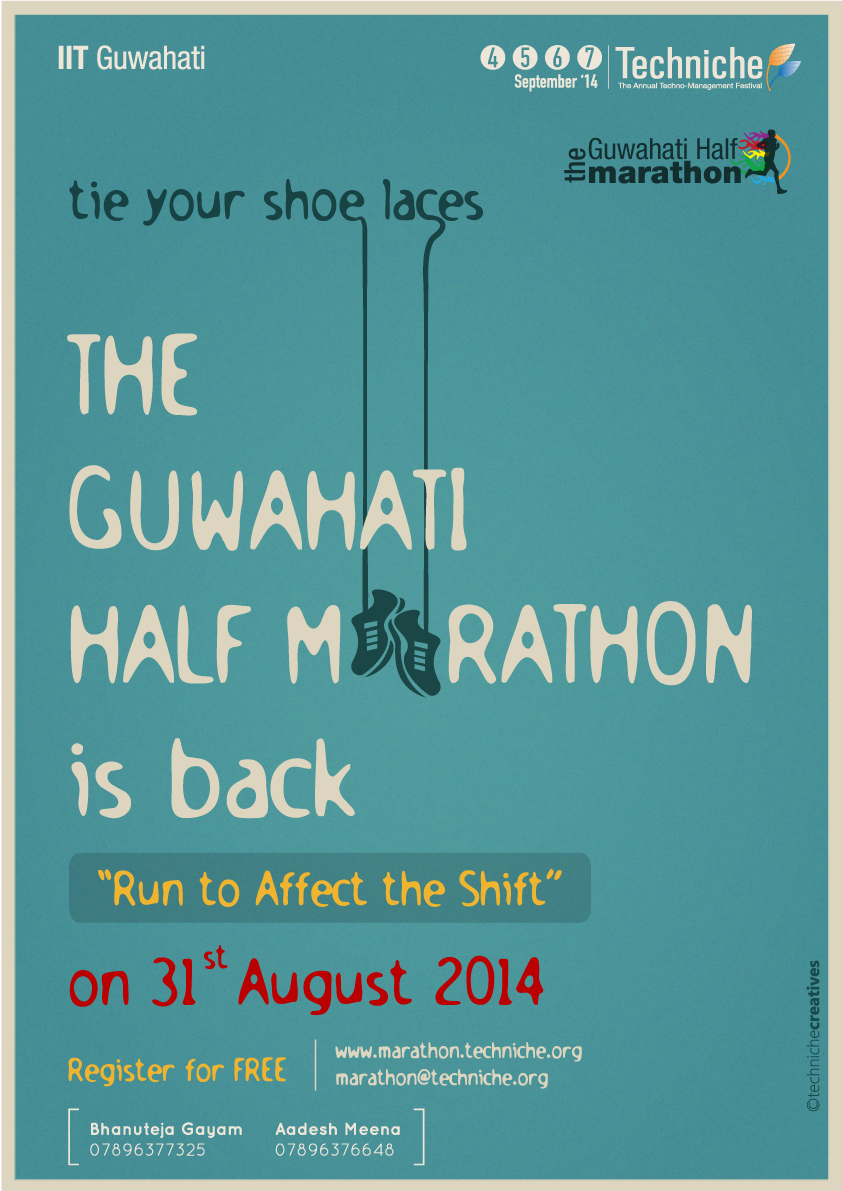 IIT Guwahati
4 5 6 7
September ‘14
Techniche
The Annual Techno-Management Festival
the Guwahati Half
marathon
tie your shoe laces
THE
GUWAHATI
HALF M RATHON
is back
“Run to Affect the Shift”
on 31st August 2014
Register for FREE
www.marathon.techniche.org
marathon@techniche.org
Bhanuteja Gayam
07896377325
Aadesh Meena
07896376648
©technichecreatives